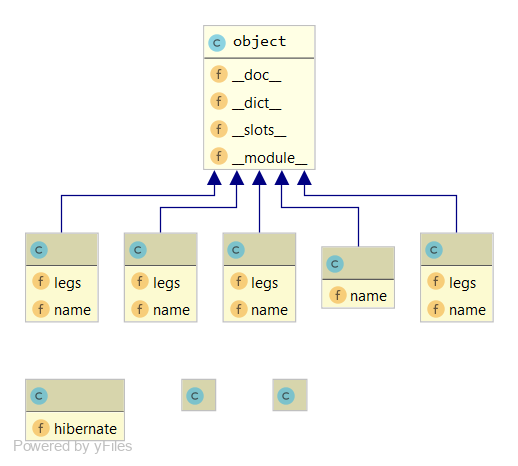 c object
f __doc__
f __dict__
f __slots__
f __module__
c c c c c
f legs f legs f legs f name f legs
f name f name f name f name
c c c
f hibernate
Powered by yFiles